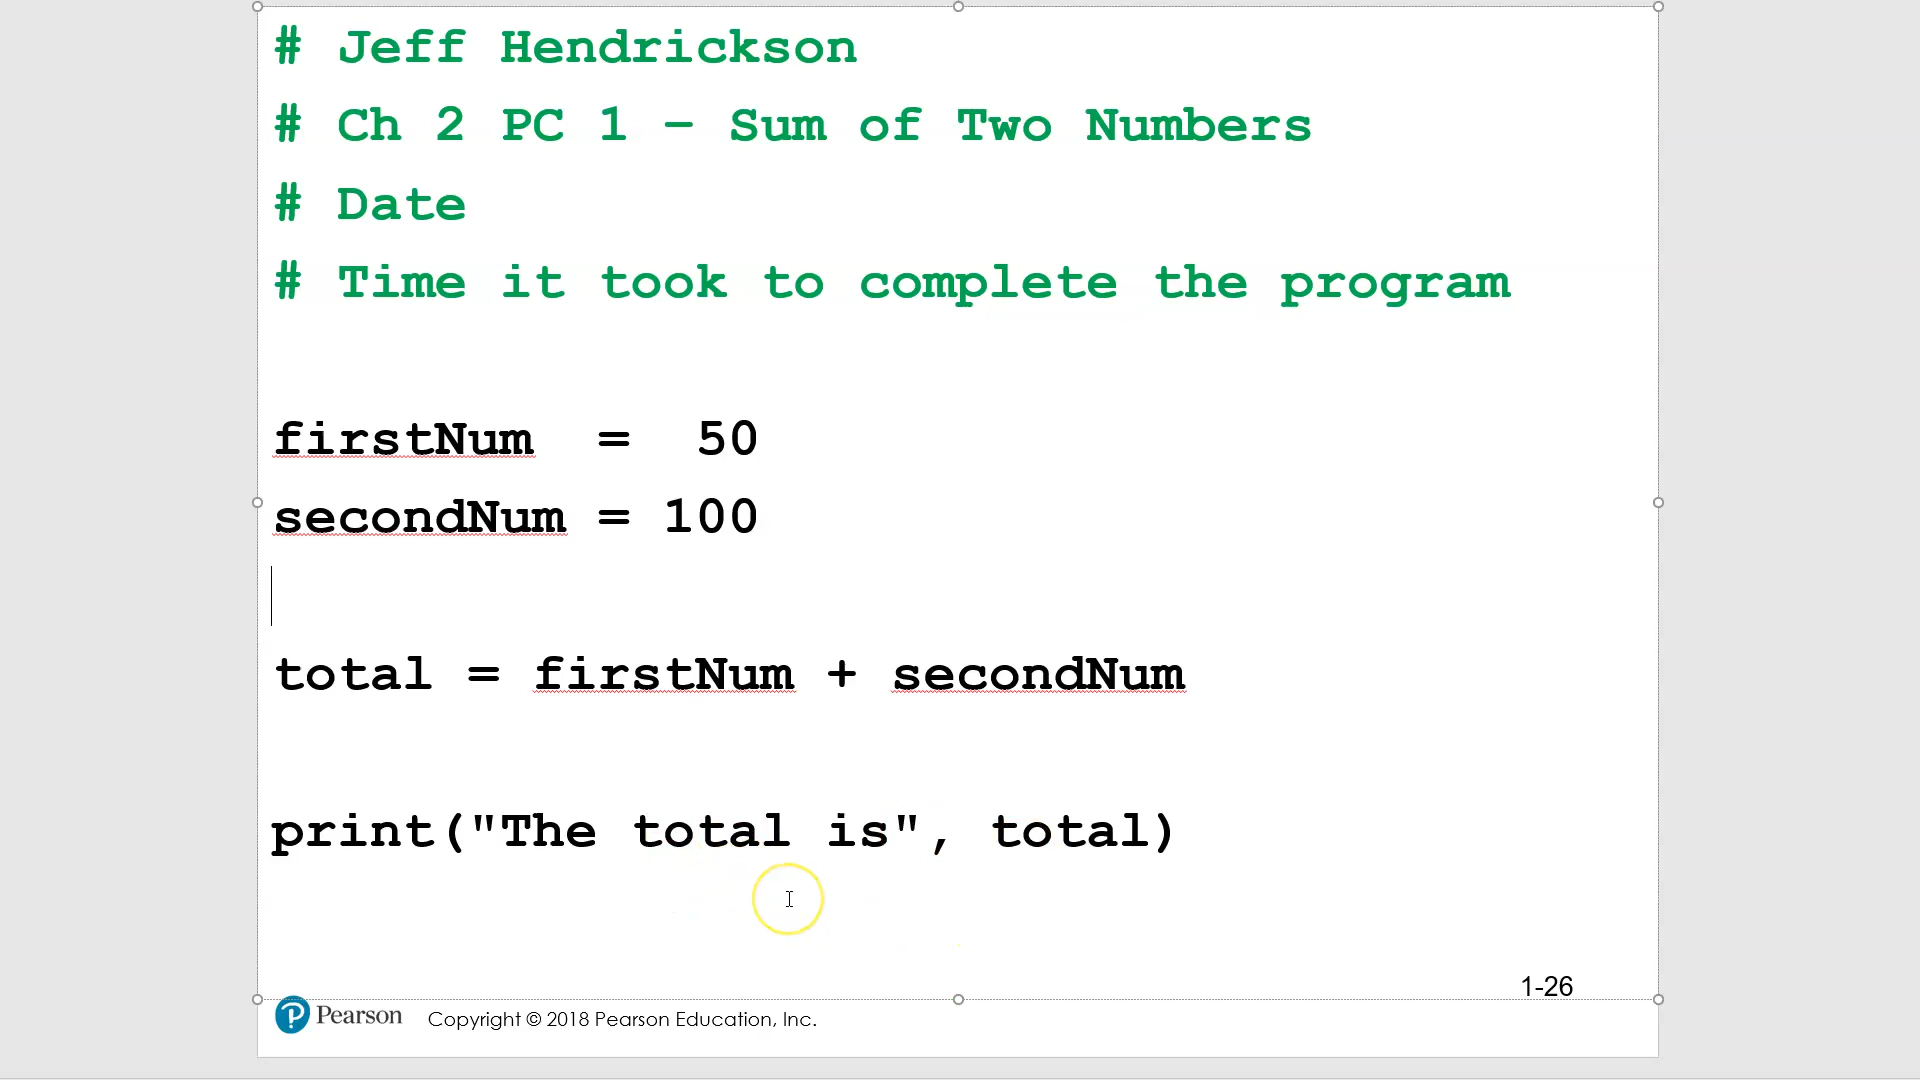 # Jeff Hendrickson
# Ch 2 PC 1 – Sum of Two Numbers
# Date
# Time it took to complete the program
firstNum  =  50
secondNum = 100
total = firstNum + secondNum
print("The total is", total)
1-26
P Pearson Copyright © 2018 Pearson Education, Inc.